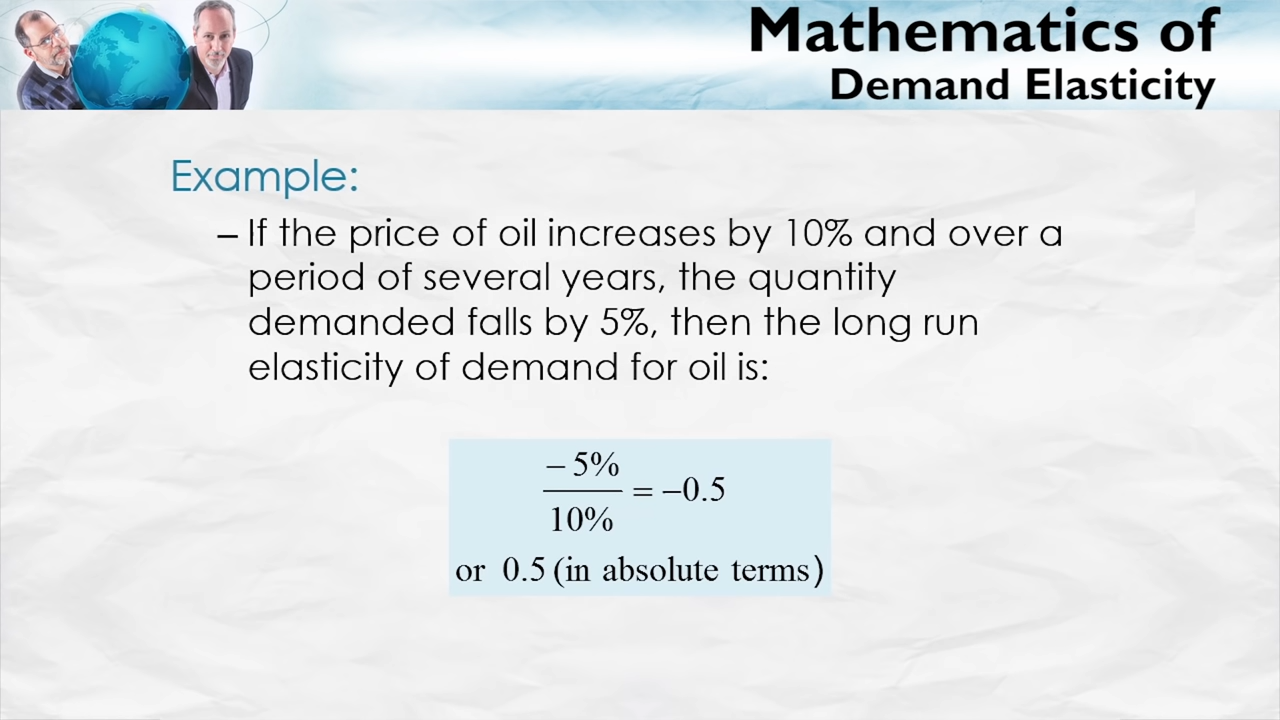 Mathematics of
Demand Elasticity
Example:
– If the price of oil increases by 10% and over a
period of several years, the quantity
demanded falls by 5%, then the long run
elasticity of demand for oil is:
– 5%
10%
= –0.5
or 0.5 (in absolute terms)